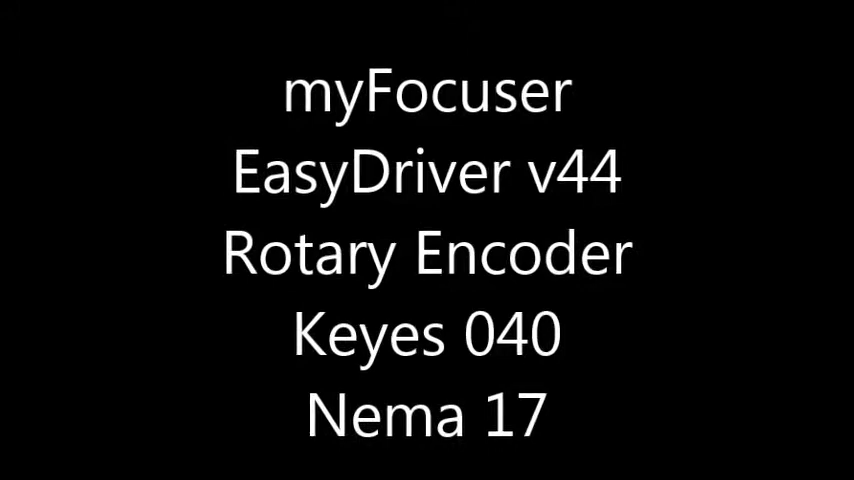 myFocuser
EasyDriver v44
Rotary Encoder
Keyes 040
Nema 17